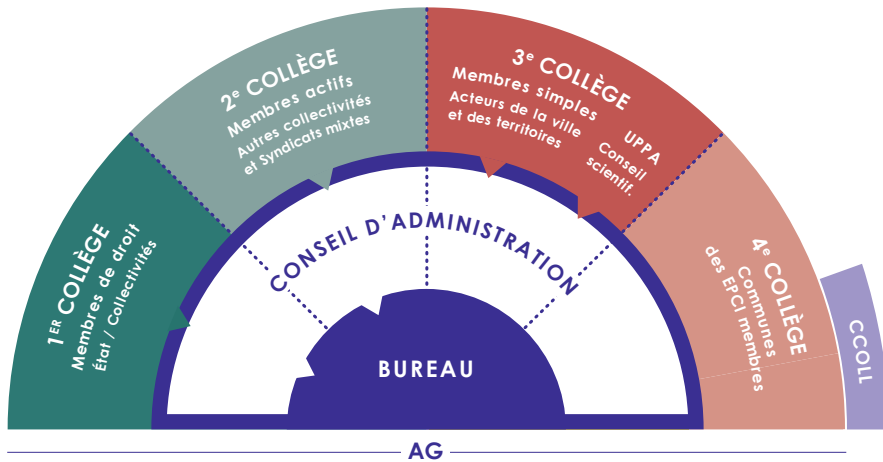 1ER COLLÈGE
Membres de droit
État / Collectivités
2e COLLÈGE
Membres actifs
Autres collectivités
et Syndicats mixtes
3e COLLÈGE
Membres simples
Acteurs de la ville
et des territoires
UPPA
Conseil
scientif.
4e COLLÈGE
Communes
des EPCI membres
CCOLL
CONSEIL D'ADMINISTRATION
BUREAU
AG